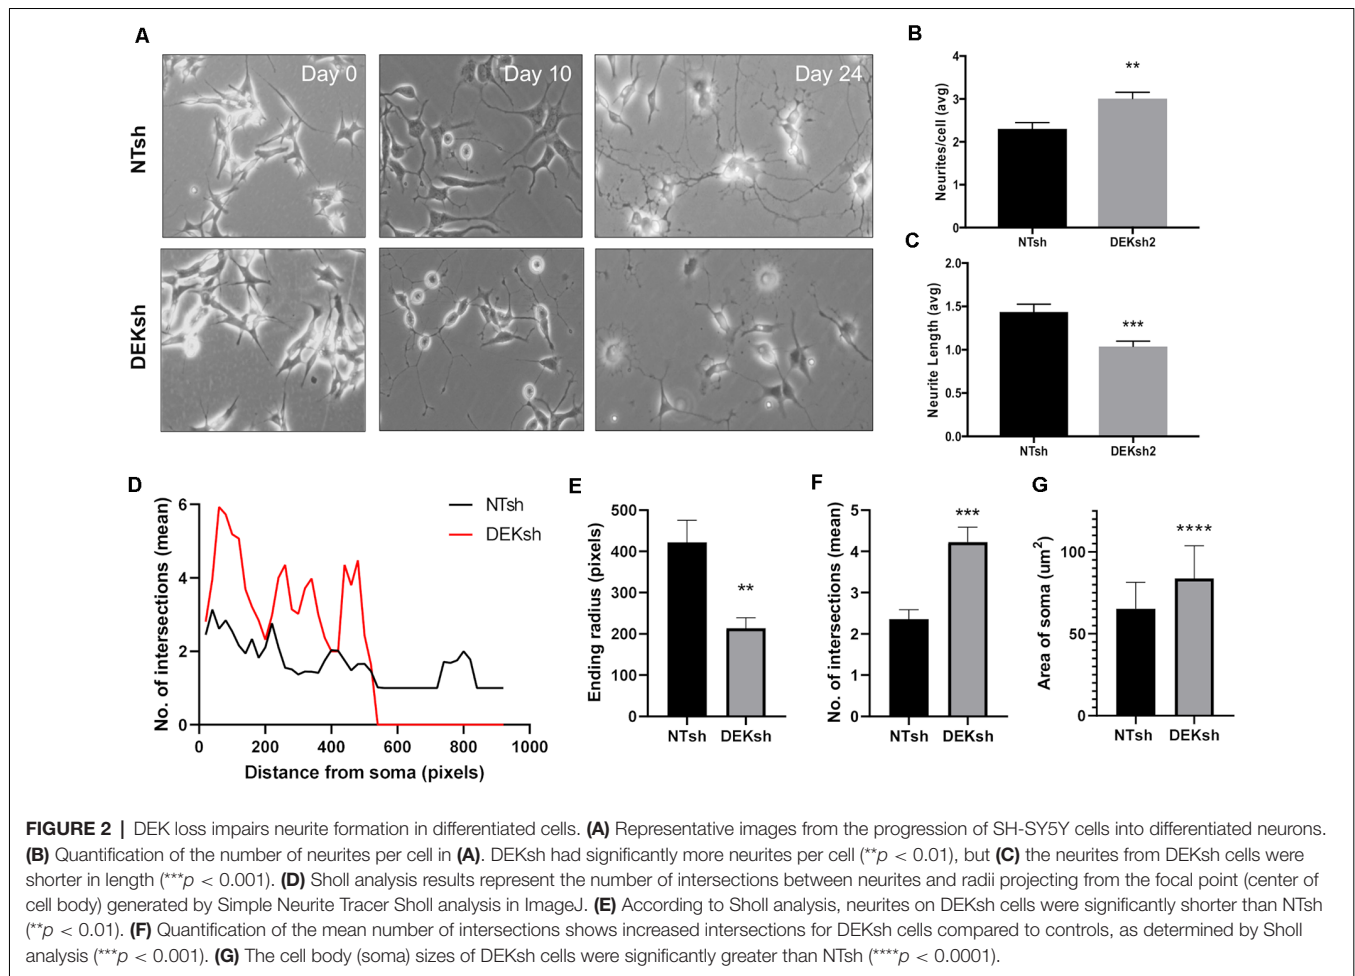 A
Day 0
Day 10
Day 24
NTsh
DEKsh
B
Neurites/cell (avg)
4
3
2
1
0
NTsh
DEKsh2
**
C
Neurite Length (avg)
2.0
1.5
1.0
0.5
0.0
NTsh
DEKsh2
***
D
No. of intersections (mean)
6
4
2
0
0
200
400
600
800
1000
Distance from soma (pixels)
NTsh
DEKsh
E
Ending radius (pixels)
500
400
300
200
100
0
NTsh
DEKsh
**
F
No. of intersections (mean)
5
4
3
2
1
0
NTsh
DEKsh
***
G
Area of soma (um²)
100
50
0
NTsh
DEKsh
****
FIGURE 2 | DEK loss impairs neurite formation in differentiated cells. (A) Representative images from the progression of SH-SY5Y cells into differentiated neurons.
(B) Quantification of the number of neurites per cell in (A). DEKsh had significantly more neurites per cell (**p < 0.01), but (C) the neurites from DEKsh cells were
shorter in length (***p < 0.001). (D) Sholl analysis results represent the number of intersections between neurites and radii projecting from the focal point (center of
cell body) generated by Simple Neurite Tracer Sholl analysis in ImageJ. (E) According to Sholl analysis, neurites on DEKsh cells were significantly shorter than NTsh
(**p < 0.01). (F) Quantification of the mean number of intersections shows increased intersections for DEKsh cells compared to controls, as determined by Sholl
analysis (***p < 0.001). (G) The cell body (soma) sizes of DEKsh cells were significantly greater than NTsh (****p < 0.0001).